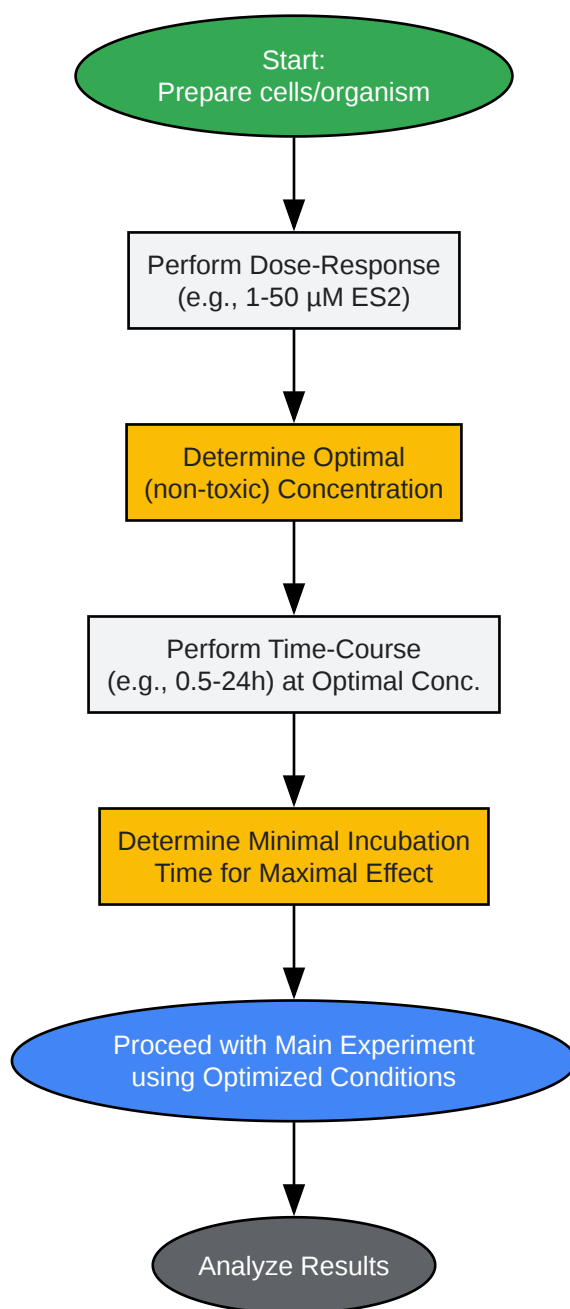 Start:
Prepare cells/organism
Perform Dose-Response
(e.g., 1-50 µM ES2)
Determine Optimal
(non-toxic) Concentration
Perform Time-Course
(e.g., 0.5-24h) at Optimal Conc.
Determine Minimal Incubation
Time for Maximal Effect
Proceed with Main Experiment
using Optimized Conditions
Analyze Results